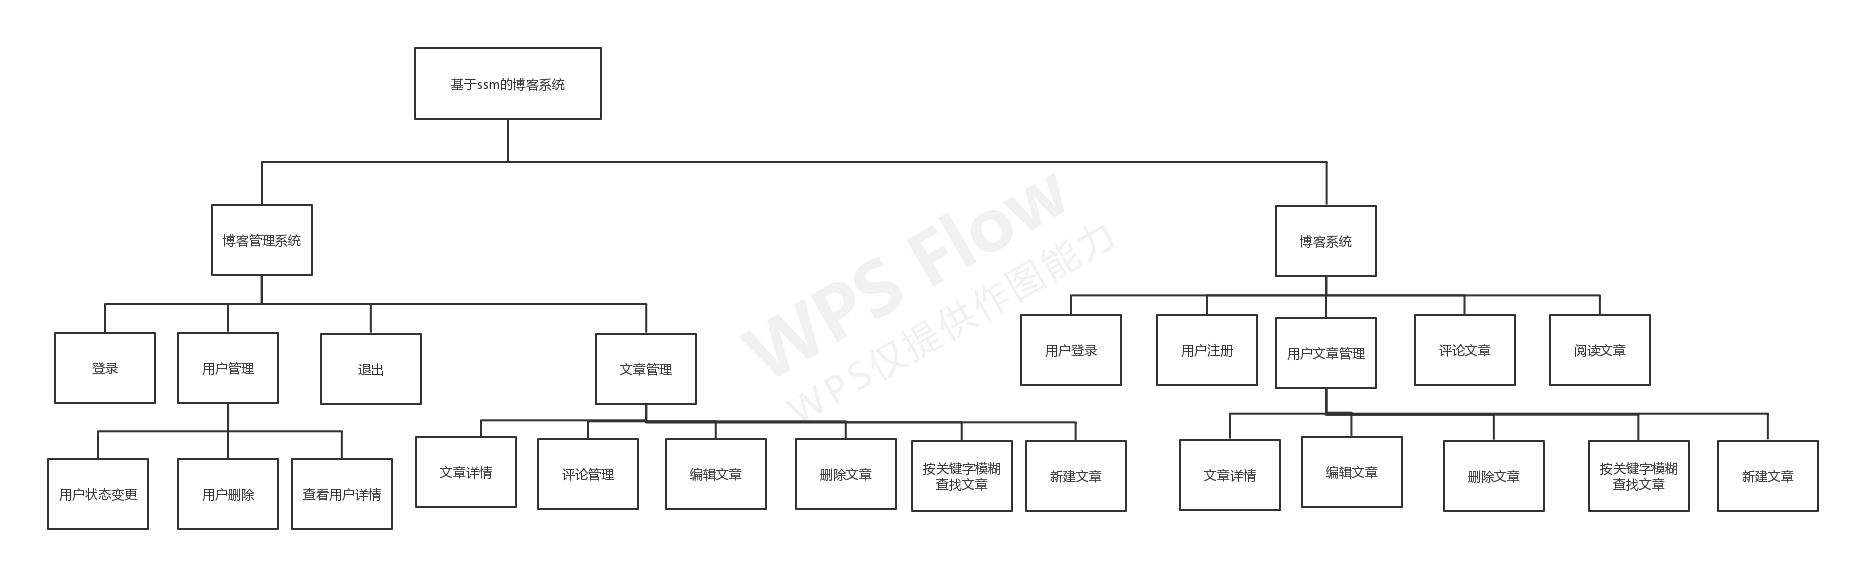 基于ssm的博客系统
WPS Flow
WPS仅提供作图能力
博客管理系统
博客系统
登录
用户管理
退出
文章管理
用户登录
用户注册
用户文章管理
评论文章
阅读文章
用户状态变更
用户删除
查看用户详情
文章详情
评论管理
编辑文章
删除文章
按关键字模糊
查找文章
新建文章
文章详情
编辑文章
删除文章
按关键字模糊
查找文章
新建文章